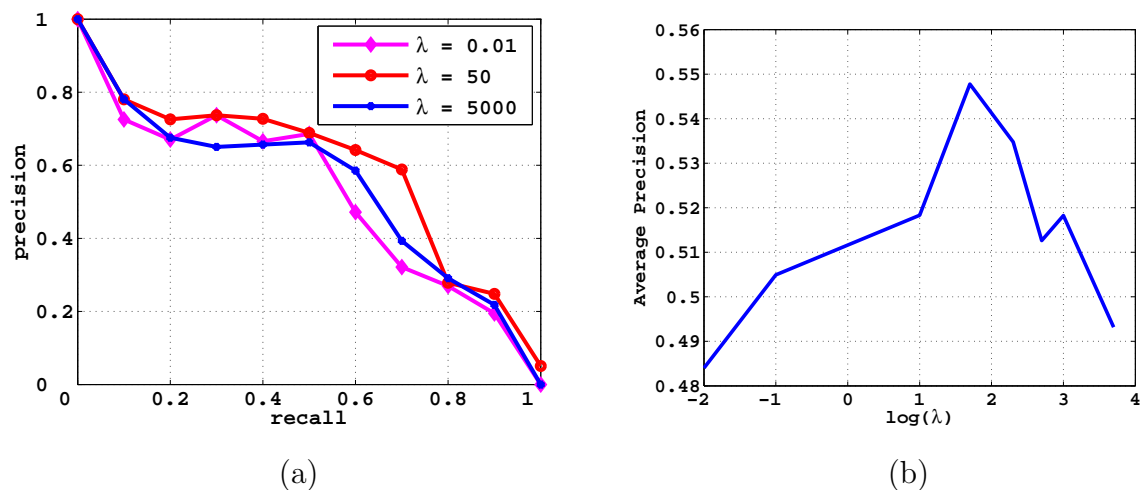 1
0.8
0.6
0.4
0.2
0
0 0.2 0.4 0.6 0.8 1
precision
recall
λ = 0.01
λ = 50
λ = 5000
(a)
0.56
0.55
0.54
0.53
0.52
0.51
0.5
0.49
0.48
-2 -1 0 1 2 3 4
Average Precision
log(λ)
(b)